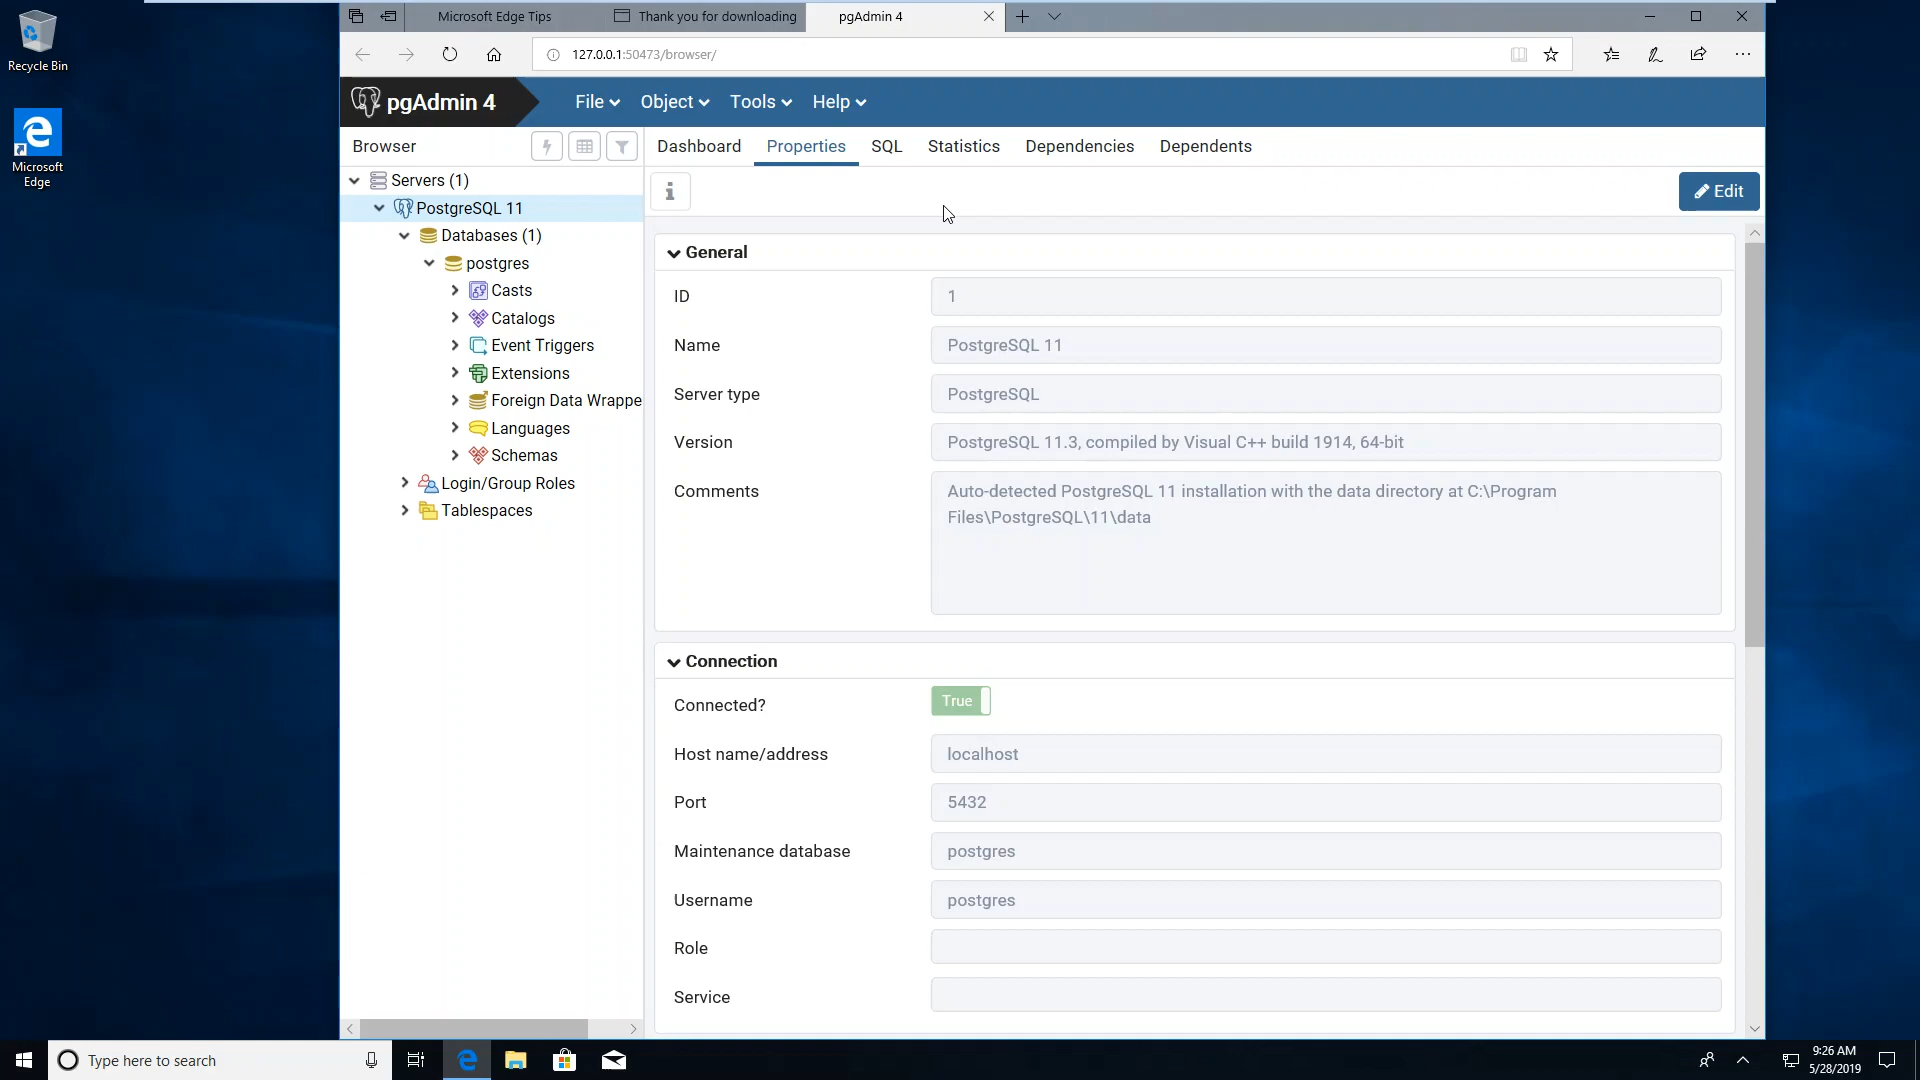 Recycle Bin
Microsoft
Edge
Microsoft Edge Tips
Thank you for downloading
pgAdmin 4
127.0.0.1:50473/browser/
pgAdmin 4
File
Object
Tools
Help
Browser
Dashboard
Properties
SQL
Statistics
Dependencies
Dependents
Servers (1)
PostgreSQL 11
Databases (1)
postgres
Casts
Catalogs
Event Triggers
Extensions
Foreign Data Wrappe
Languages
Schemas
Login/Group Roles
Tablespaces
Edit
General
ID
1
Name
PostgreSQL 11
Server type
PostgreSQL
Version
PostgreSQL 11.3, compiled by Visual C++ build 1914, 64-bit
Comments
Auto-detected PostgreSQL 11 installation with the data directory at C:\Program
Files\PostgreSQL\11\data
Connection
Connected?
True
Host name/address
localhost
Port
5432
Maintenance database
postgres
Username
postgres
Role
Service
Type here to search
9:26 AM
5/28/2019